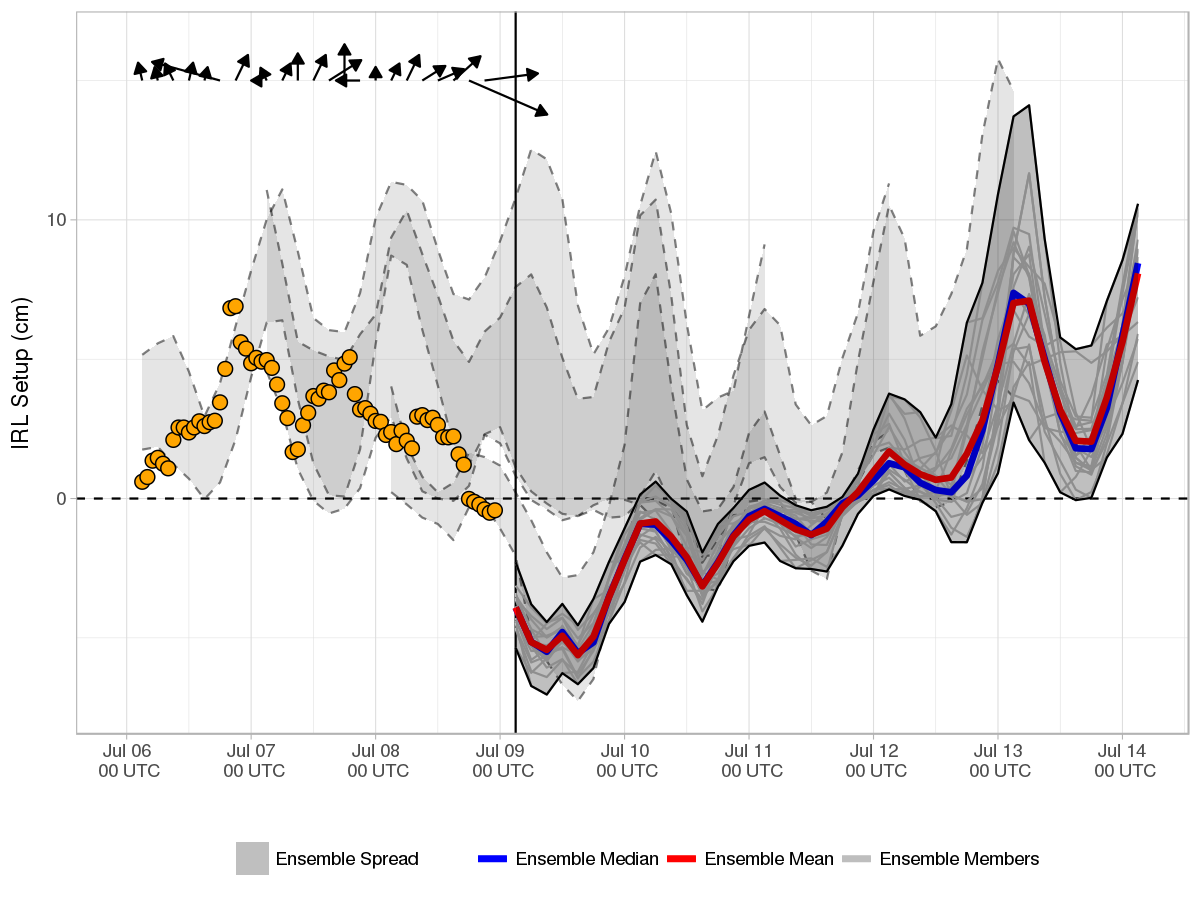 IRL Setup (cm)
10
0
Jul 06 Jul 07 Jul 08 Jul 09 Jul 10 Jul 11 Jul 12 Jul 13 Jul 14
00 UTC 00 UTC 00 UTC 00 UTC 00 UTC 00 UTC 00 UTC 00 UTC 00 UTC
Ensemble Spread Ensemble Median Ensemble Mean Ensemble Members